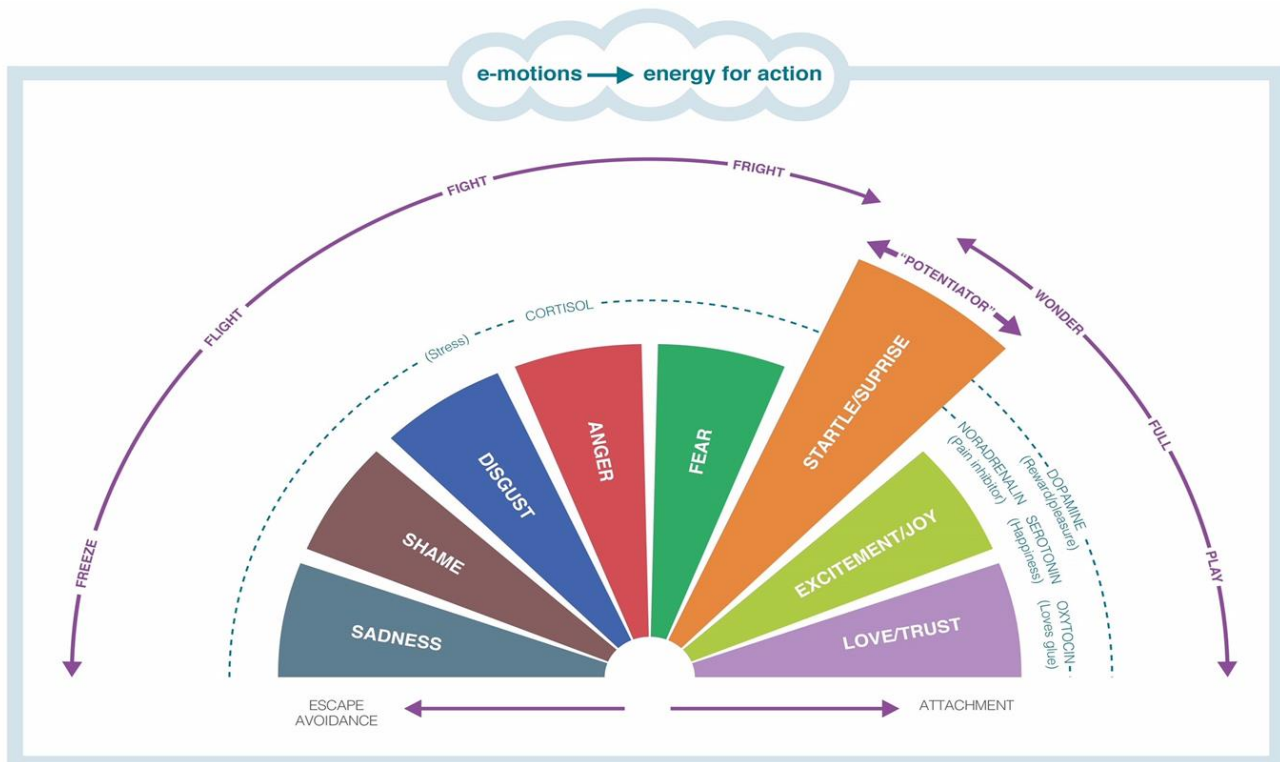 e-motions → energy for action
FREEZE
FLIGHT
FIGHT
FRIGHT
"POTENTIATOR"
WONDER
FULL
PLAY
(Stress)
CORTISOL
SADNESS
SHAME
DISGUST
ANGER
FEAR
STARTLE/SUPRISE
EXCITEMENT/JOY
LOVE/TRUST
NORADRENALIN
(Pain inhibitor)
DOPAMINE
(Reward/pleasure)
SEROTONIN
(Happiness)
OXYTOCIN
(Loves glue)
ESCAPE
AVOIDANCE
ATTACHMENT